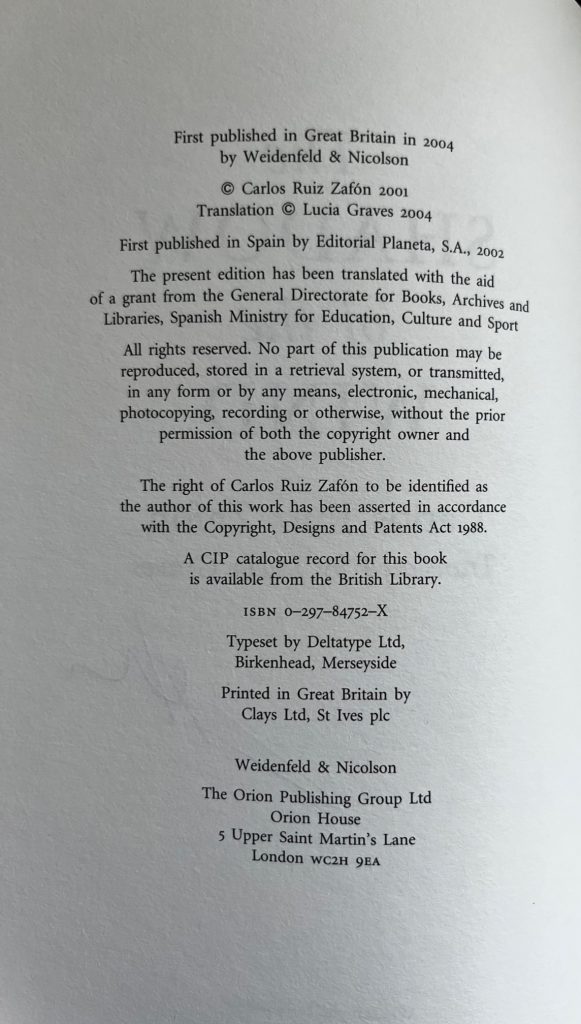 First published in Great Britain in 2004
by Weidenfeld & Nicolson
© Carlos Ruiz Zafón 2001
Translation © Lucia Graves 2004
First published in Spain by Editorial Planeta, S.A., 2002
The present edition has been translated with the aid
of a grant from the General Directorate for Books, Archives and
Libraries, Spanish Ministry for Education, Culture and Sport
All rights reserved. No part of this publication may be
reproduced, stored in a retrieval system, or transmitted,
in any form or by any means, electronic, mechanical,
photocopying, recording or otherwise, without the prior
permission of both the copyright owner and
the above publisher.
The right of Carlos Ruiz Zafón to be identified as
the author of this work has been asserted in accordance
with the Copyright, Designs and Patents Act 1988.
A CIP catalogue record for this book
is available from the British Library.
ISBN 0–297–84752–X
Typeset by Deltatype Ltd,
Birkenhead, Merseyside
Printed in Great Britain by
Clays Ltd, St Ives plc
Weidenfeld & Nicolson
The Orion Publishing Group Ltd
Orion House
5 Upper Saint Martin's Lane
London WC2H 9EA